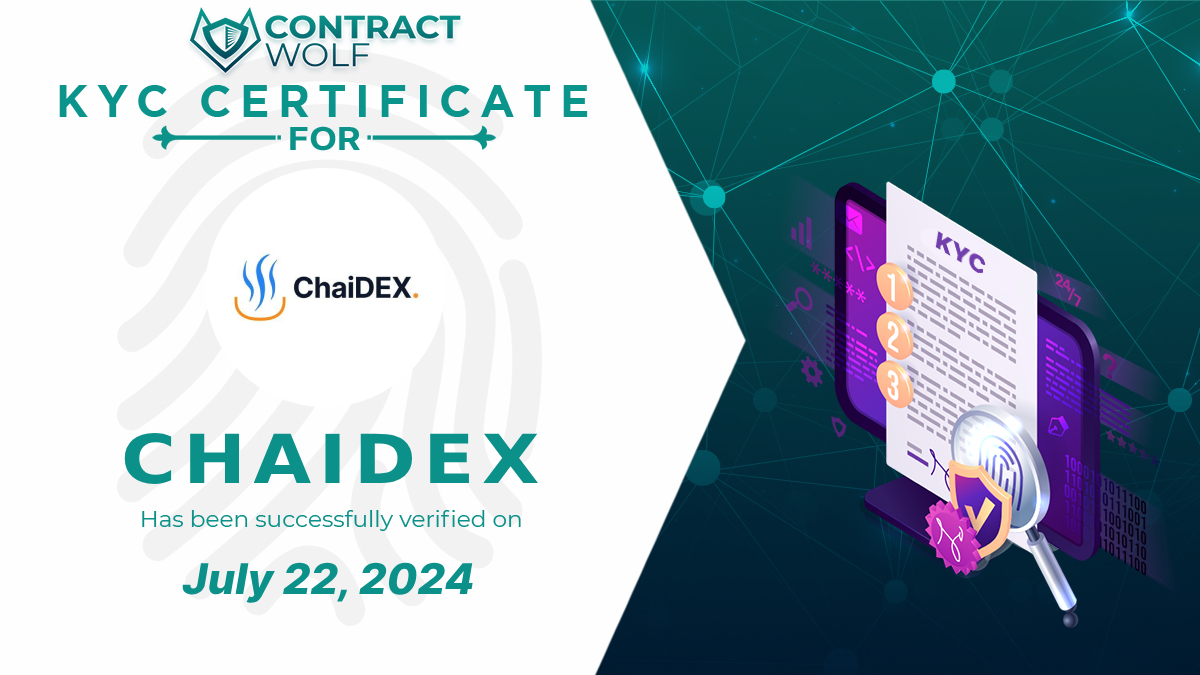 CONTRACT
WOLF
KYC CERTIFICATE
FOR
ChaiDEX.
CHAIDEX
Has been successfully verified on
July 22, 2024
KYC
1
2
3
</>
*****
24/7
?